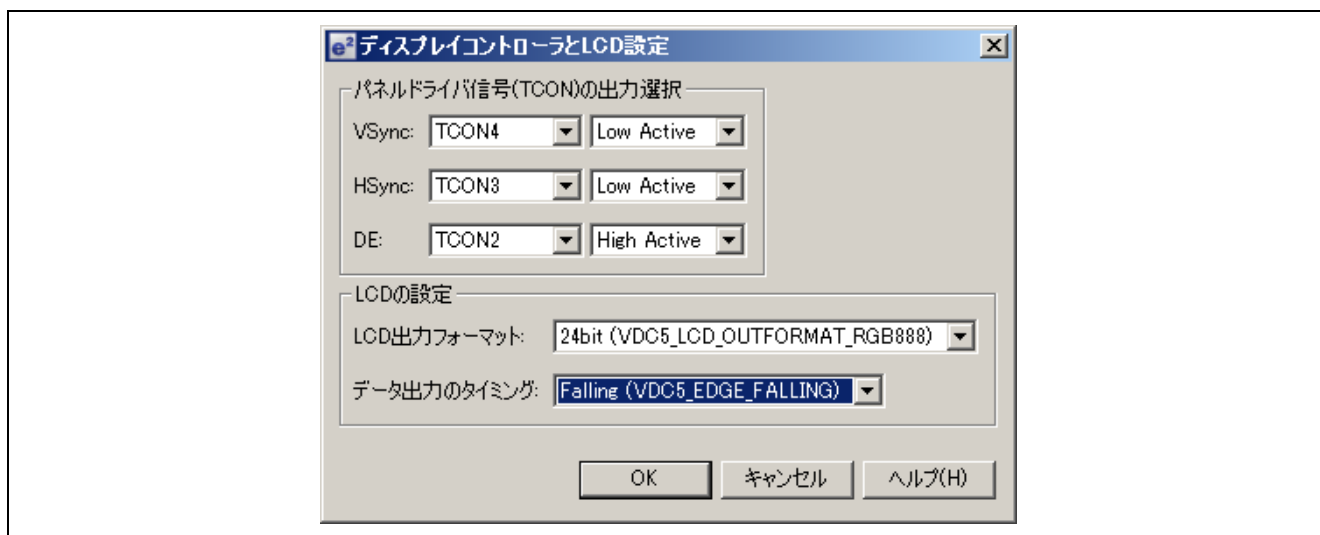 e² ディスプレイコントローラとLCD設定
パネルドライバ信号(TCON)の出力選択
VSync: TCON4 Low Active
HSync: TCON3 Low Active
DE: TCON2 High Active
LCDの設定
LCD出力フォーマット: 24bit (VDC5_LCD_OUTFORMAT_RGB888)
データ出力のタイミング: Falling (VDC5_EDGE_FALLING)
OK キャンセル ヘルプ(H)